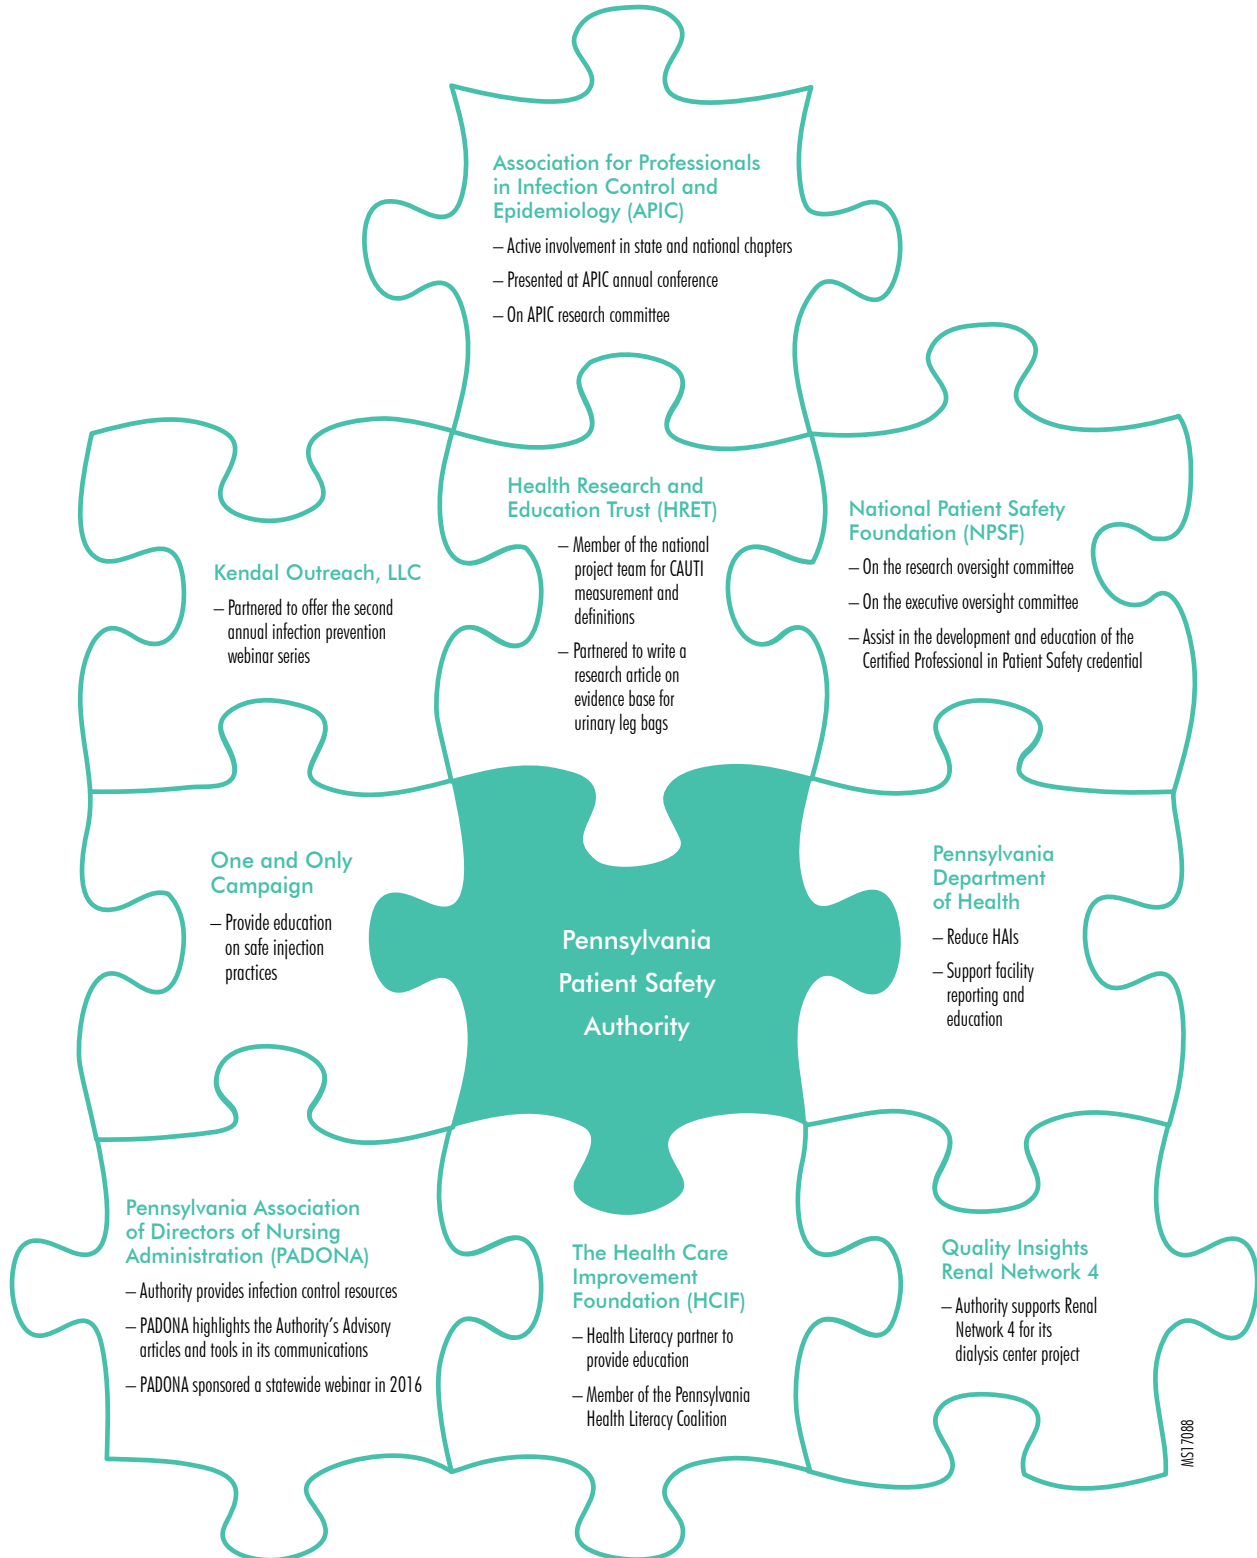 Association for Professionals
in Infection Control and
Epidemiology (APIC)
– Active involvement in state and national chapters
– Presented at APIC annual conference
– On APIC research committee
Kendal Outreach, LLC
– Partnered to offer the second
annual infection prevention
webinar series
Health Research and
Education Trust (HRET)
– Member of the national
project team for CAUTI
measurement and
definitions
– Partnered to write a
research article on
evidence base for
urinary leg bags
National Patient Safety
Foundation (NPSF)
– On the research oversight committee
– On the executive oversight committee
– Assist in the development and education of the
Certified Professional in Patient Safety credential
One and Only
Campaign
– Provide education
on safe injection
practices
Pennsylvania
Patient Safety
Authority
Pennsylvania
Department
of Health
– Reduce HAIs
– Support facility
reporting and
education
Pennsylvania Association
of Directors of Nursing
Administration (PADONA)
– Authority provides infection control resources
– PADONA highlights the Authority’s Advisory
articles and tools in its communications
– PADONA sponsored a statewide webinar in 2016
The Health Care
Improvement
Foundation (HCIF)
– Health Literacy partner to
provide education
– Member of the Pennsylvania
Health Literacy Coalition
Quality Insights
Renal Network 4
– Authority supports Renal
Network 4 for its
dialysis center project
MS17088